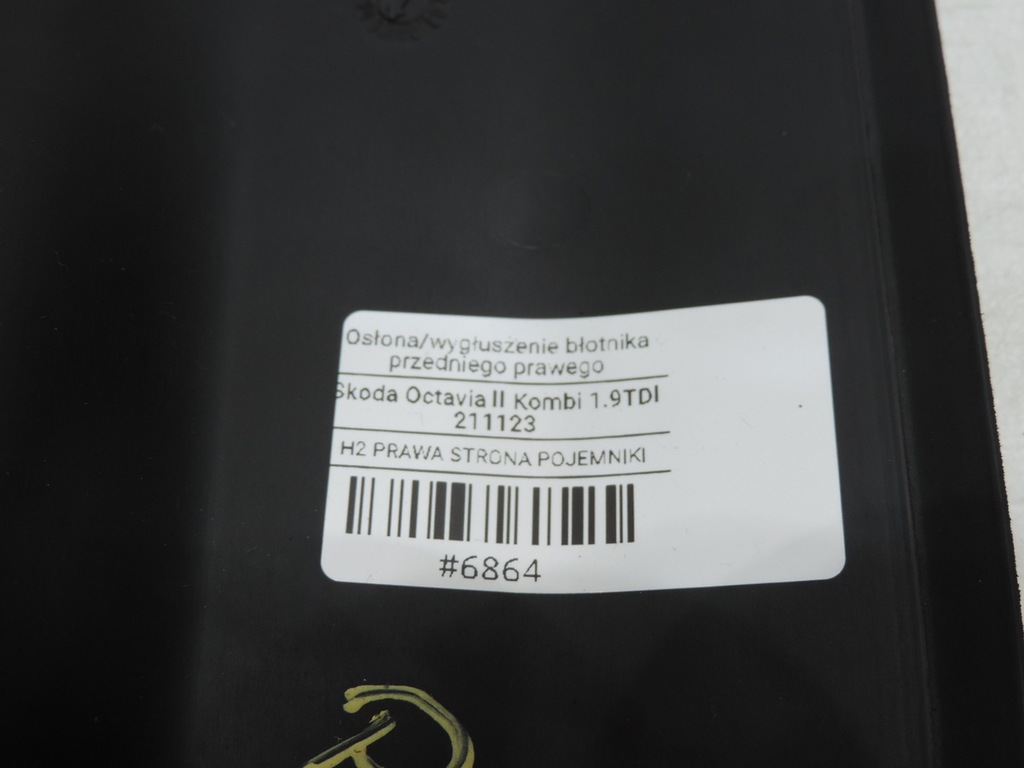 Osłona/wygłuszenie błotnika
przedniego prawego
Skoda Octavia II Kombi 1.9TDI
211123
H2 PRAWA STRONA POJEMNIKI
#6864